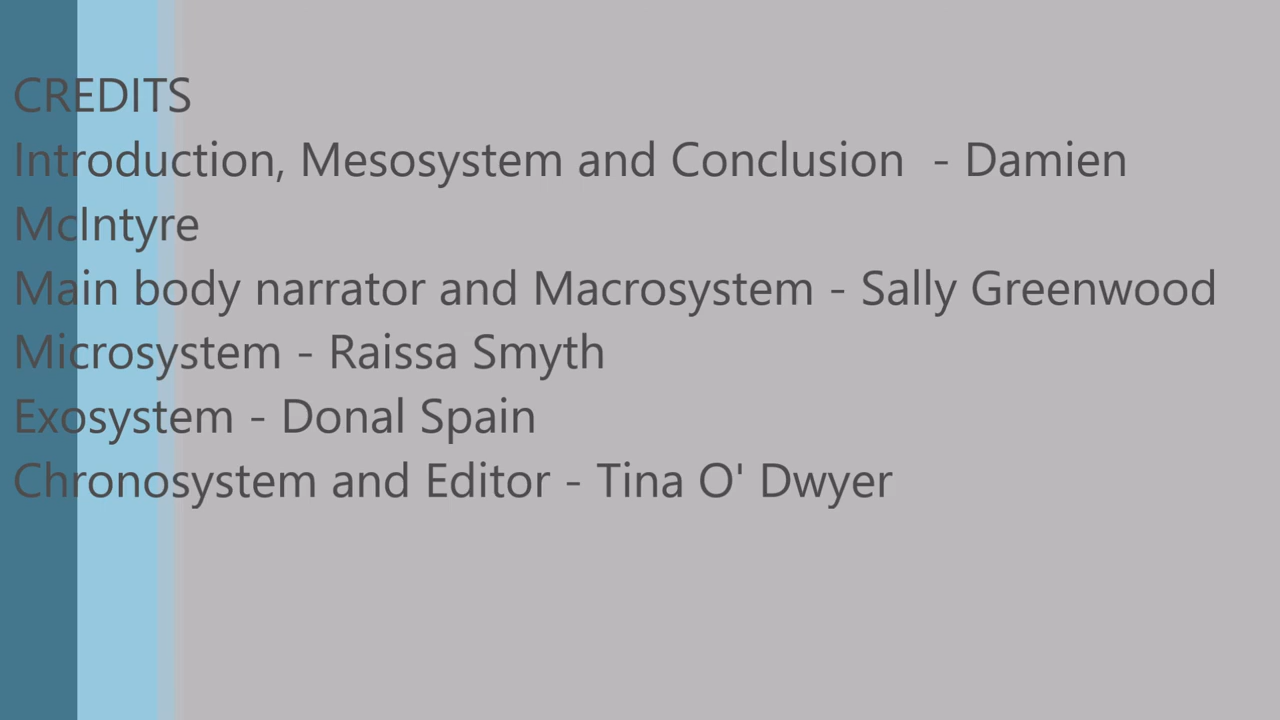 CREDITS
Introduction, Mesosystem and Conclusion  - Damien
McIntyre
Main body narrator and Macrosystem - Sally Greenwood
Microsystem - Raissa Smyth
Exosystem - Donal Spain
Chronosystem and Editor - Tina O' Dwyer